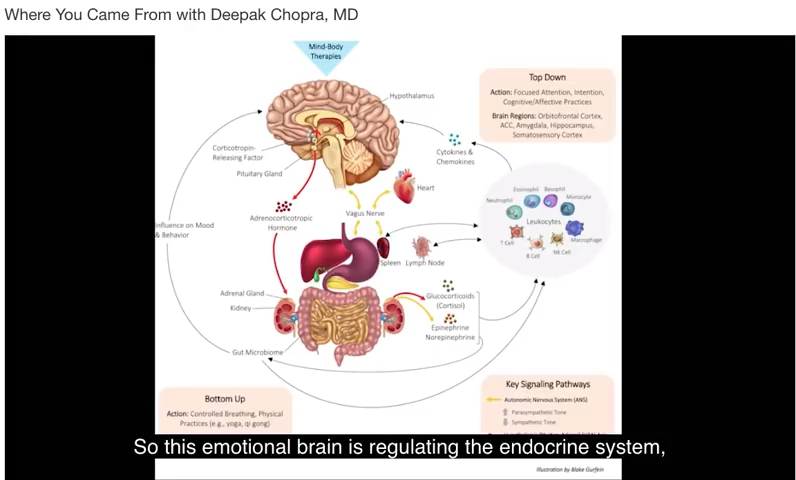 Where You Came From with Deepak Chopra, MD
Mind-Body
Therapies
Hypothalamus
Corticotropin-
Releasing Factor
Pituitary Gland
Top Down
Action: Focused Attention, Intention,
Cognitive/Affective Practices
Brain Regions: Orbitofrontal Cortex,
ACC, Amygdala, Hippocampus,
Somatosensory Cortex
Cytokines &
Chemokines
Heart
Adrenocorticotropic
Hormone
Vagus Nerve
Influence on Mood
& Behavior
Eosinophil
Basophil
Neutrophil
Monocyte
Leukocytes
T Cell
B Cell
NK Cell
Macrophage
Spleen
Lymph Node
Adrenal Gland
Kidney
Glucocorticoids
(Cortisol)
Epinephrine
Norepinephrine
Gut Microbiome
Bottom Up
Action: Controlled Breathing, Physical
Practices (e.g., yoga, qi gong)
Key Signaling Pathways
Autonomic Nervous System (ANS)
Parasympathetic Tone
Sympathetic Tone
So this emotional brain is regulating the endocrine system,
Illustration by Blake Gurfein